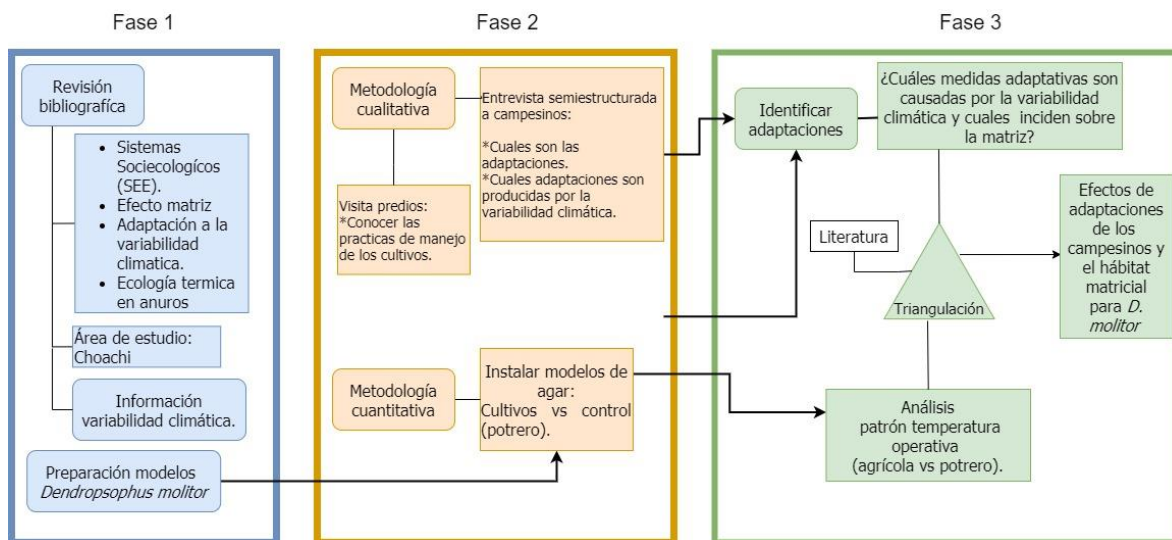 Fase 1
Revisión
bibliografíca
• Sistemas
Sociecologícos
(SEE).
• Efecto matriz
• Adaptación a la
variabilidad
climatica.
• Ecología termica
en anuros
Área de estudio:
Choachi
Información
variabilidad climática.
Preparación modelos
Dendropsophus molitor
Fase 2
Metodología
cualitativa
Entrevista semiestructurada
a campesinos:
*Cuales son las
adaptaciones.
*Cuales adaptaciones son
producidas por la
variabilidad climática.
Visita predios:
*Conocer las
practicas de manejo
de los cultivos.
Metodología
cuantitativa
Instalar modelos de
agar:
Cultivos vs control
(potrero).
Fase 3
Identificar
adaptaciones
¿Cuáles medidas adaptativas son
causadas por la variabilidad
climática y cuales inciden sobre
la matriz?
Literatura
Triangulación
Efectos de
adaptaciones
de los
campesinos y
el hábitat
matricial
para D.
molitor
Análisis
patrón temperatura
operativa
(agrícola vs potrero).